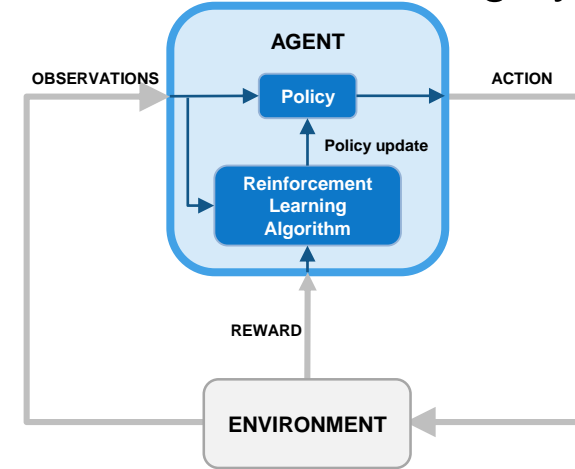 AGENT
OBSERVATIONS
ACTION
Policy
Policy update
Reinforcement
Learning
Algorithm
REWARD
ENVIRONMENT